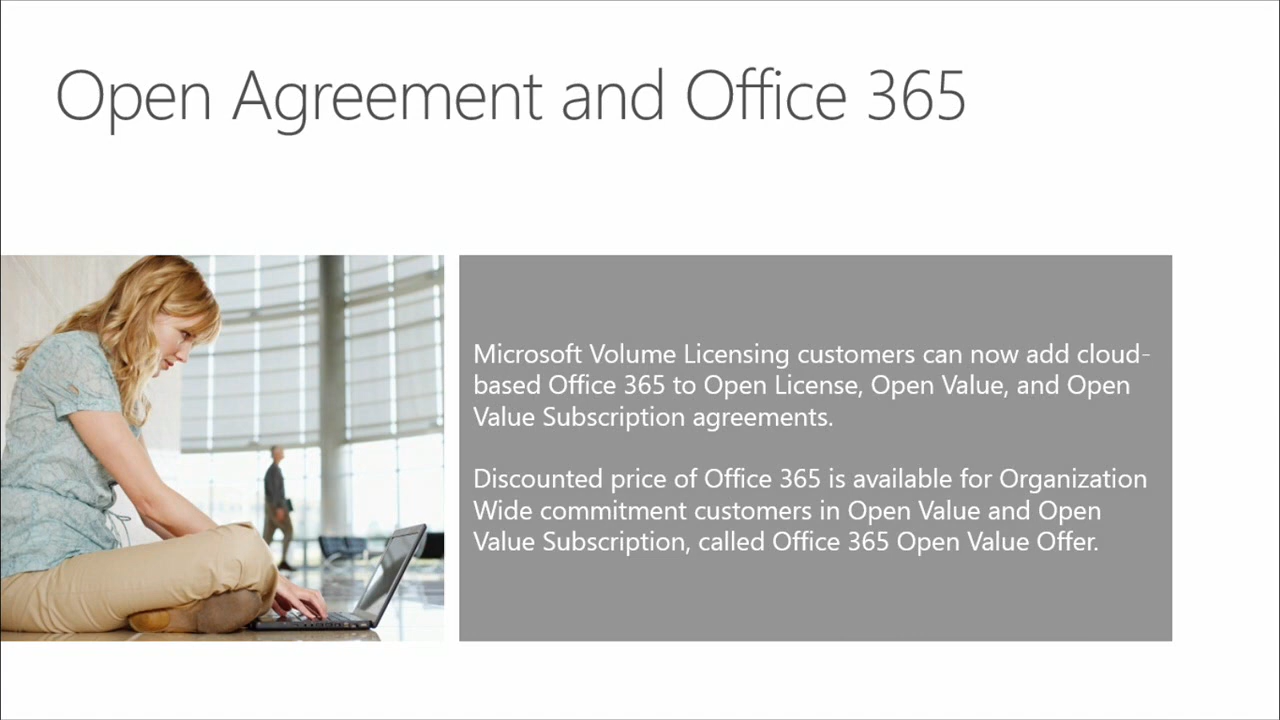 Open Agreement and Office 365
Microsoft Volume Licensing customers can now add cloud-
based Office 365 to Open License, Open Value, and Open
Value Subscription agreements.
Discounted price of Office 365 is available for Organization
Wide commitment customers in Open Value and Open
Value Subscription, called Office 365 Open Value Offer.